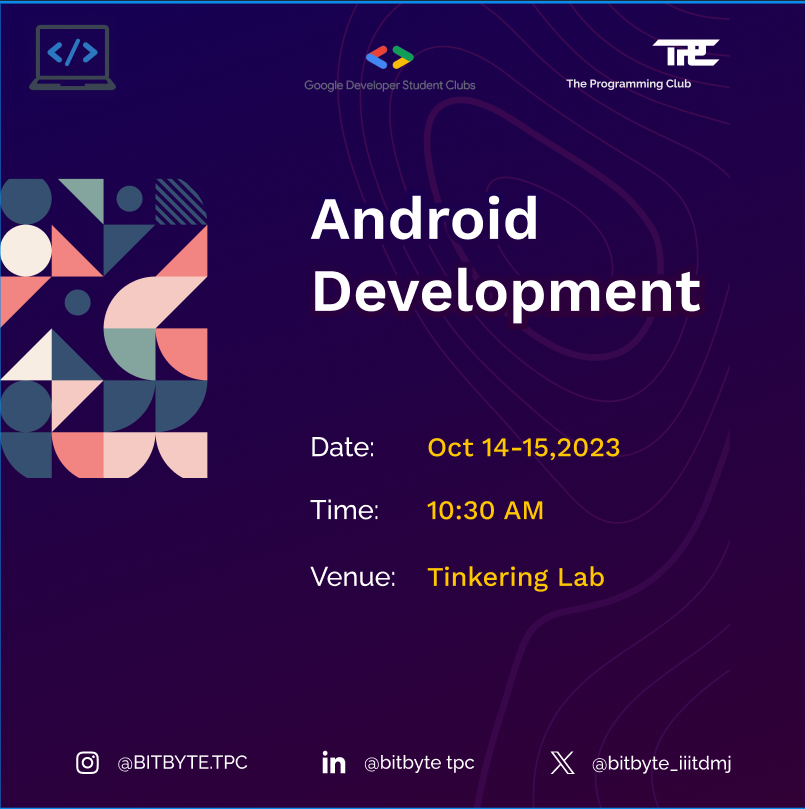 </>
Google Developer Student Clubs
TPC
The Programming Club
Android
Development
Date: Oct 14-15,2023
Time: 10:30 AM
Venue: Tinkering Lab
@BITBYTE.TPC
in @bitbyte tpc
@bitbyte_iiitdmj